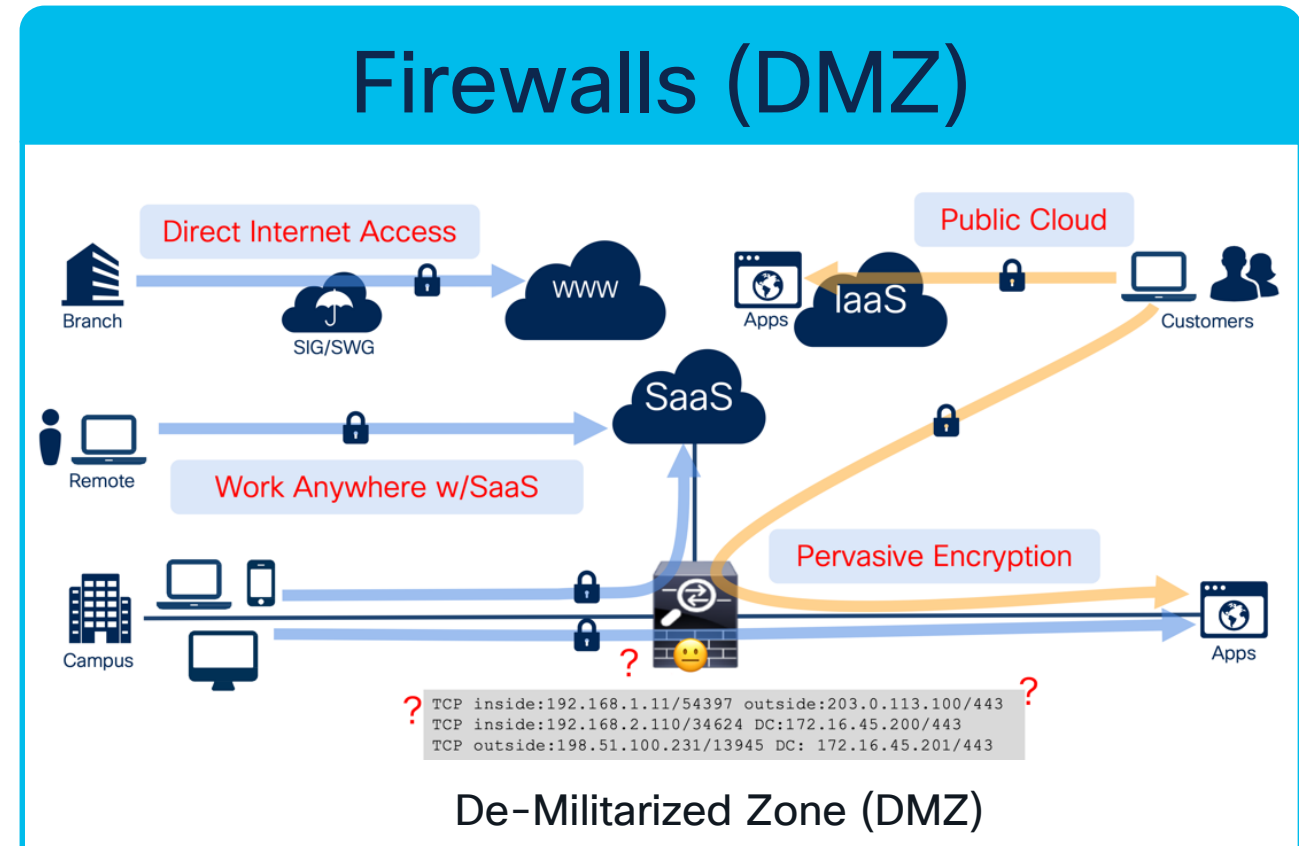 Firewalls (DMZ)
Direct Internet Access
Public Cloud
Branch
SIG/SWG
www
Apps
IaaS
Customers
SaaS
Remote
Work Anywhere w/SaaS
Pervasive Encryption
Campus
Apps
?
?
?
TCP inside:192.168.1.11/54397 outside:203.0.113.100/443
TCP inside:192.168.2.110/34624 DC:172.16.45.200/443
TCP outside:198.51.100.231/13945 DC: 172.16.45.201/443
De-Militarized Zone (DMZ)